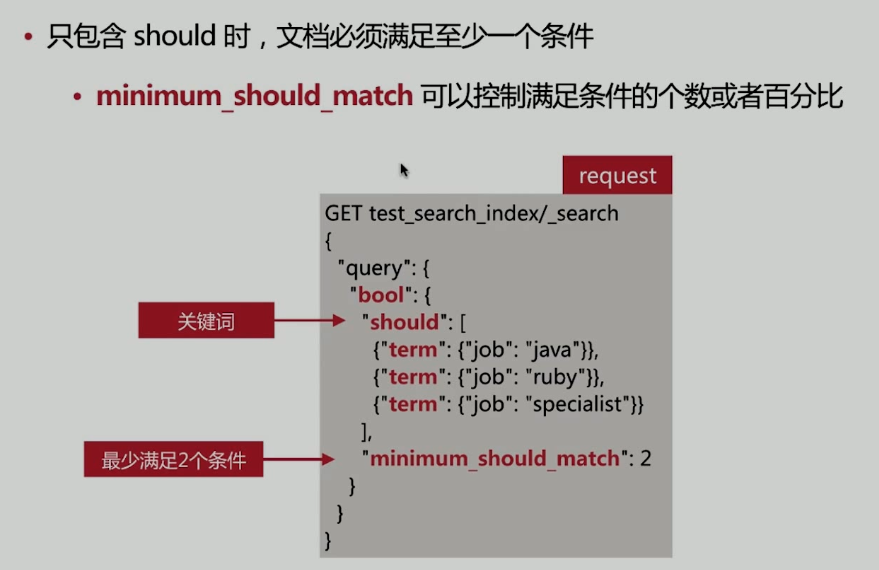 • 只包含 should 时，文档必须满足至少一个条件
• minimum_should_match 可以控制满足条件的个数或者百分比
request
GET test_search_index/_search
{
"query": {
"bool": {
关键词
"should": [
{"term": {"job": "java"}},
{"term": {"job": "ruby"}},
{"term": {"job": "specialist"}}
],
最少满足2个条件
"minimum_should_match": 2
}
}
}